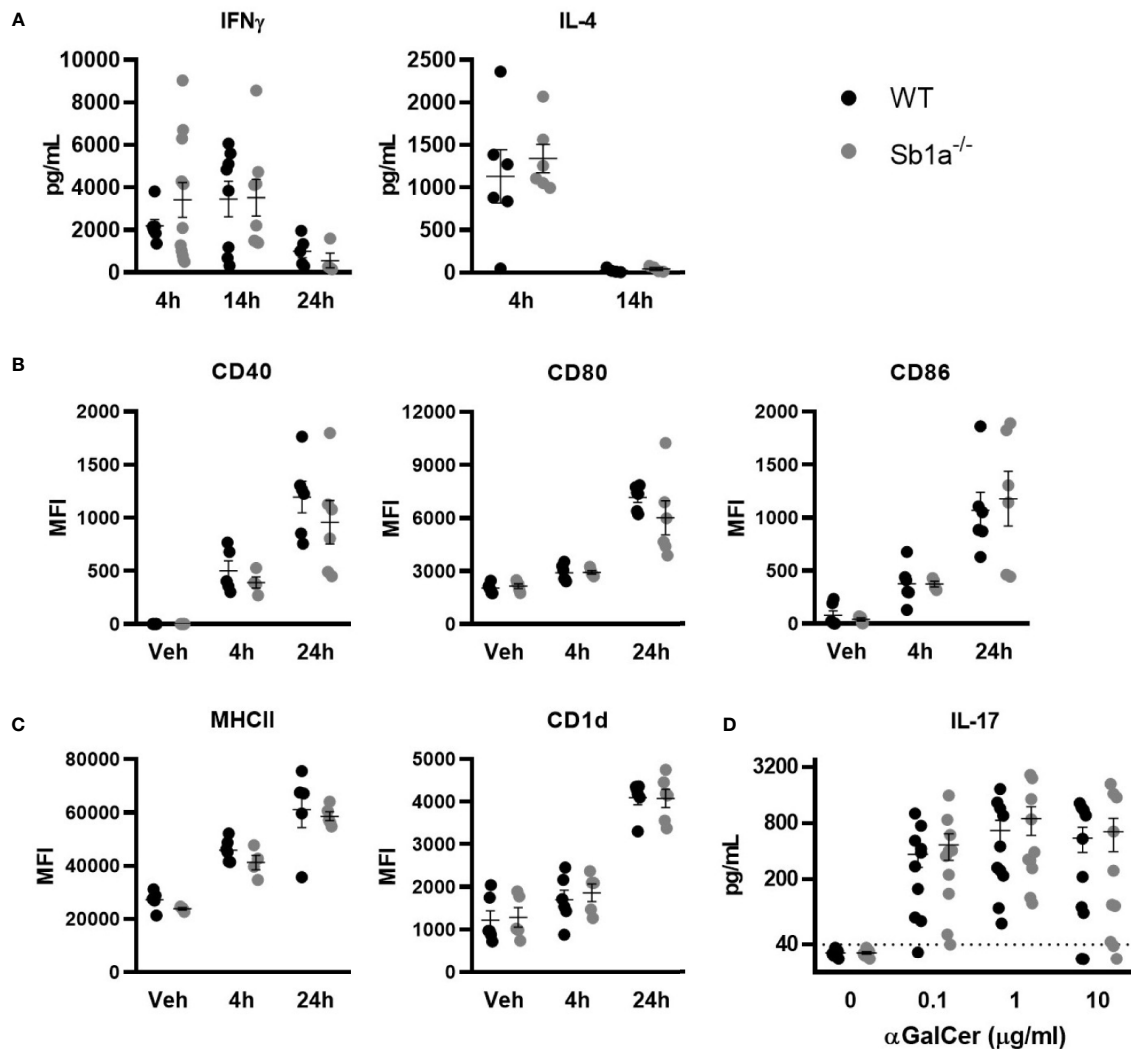 A
IFNγ
IL-4
10000
8000
6000
4000
2000
0
pg/mL
4h 14h 24h
2500
2000
1500
1000
500
0
pg/mL
4h 14h
WT
Sb1a-/-
B
CD40
CD80
CD86
2000
1500
1000
500
0
MFI
Veh 4h 24h
12000
9000
6000
3000
0
MFI
Veh 4h 24h
2000
1500
1000
500
0
MFI
Veh 4h 24h
C
MHCII
CD1d
D
IL-17
80000
60000
40000
20000
0
MFI
Veh 4h 24h
5000
4000
3000
2000
1000
0
MFI
Veh 4h 24h
3200
800
200
40
pg/mL
0 0.1 1 10
αGalCer (μg/ml)